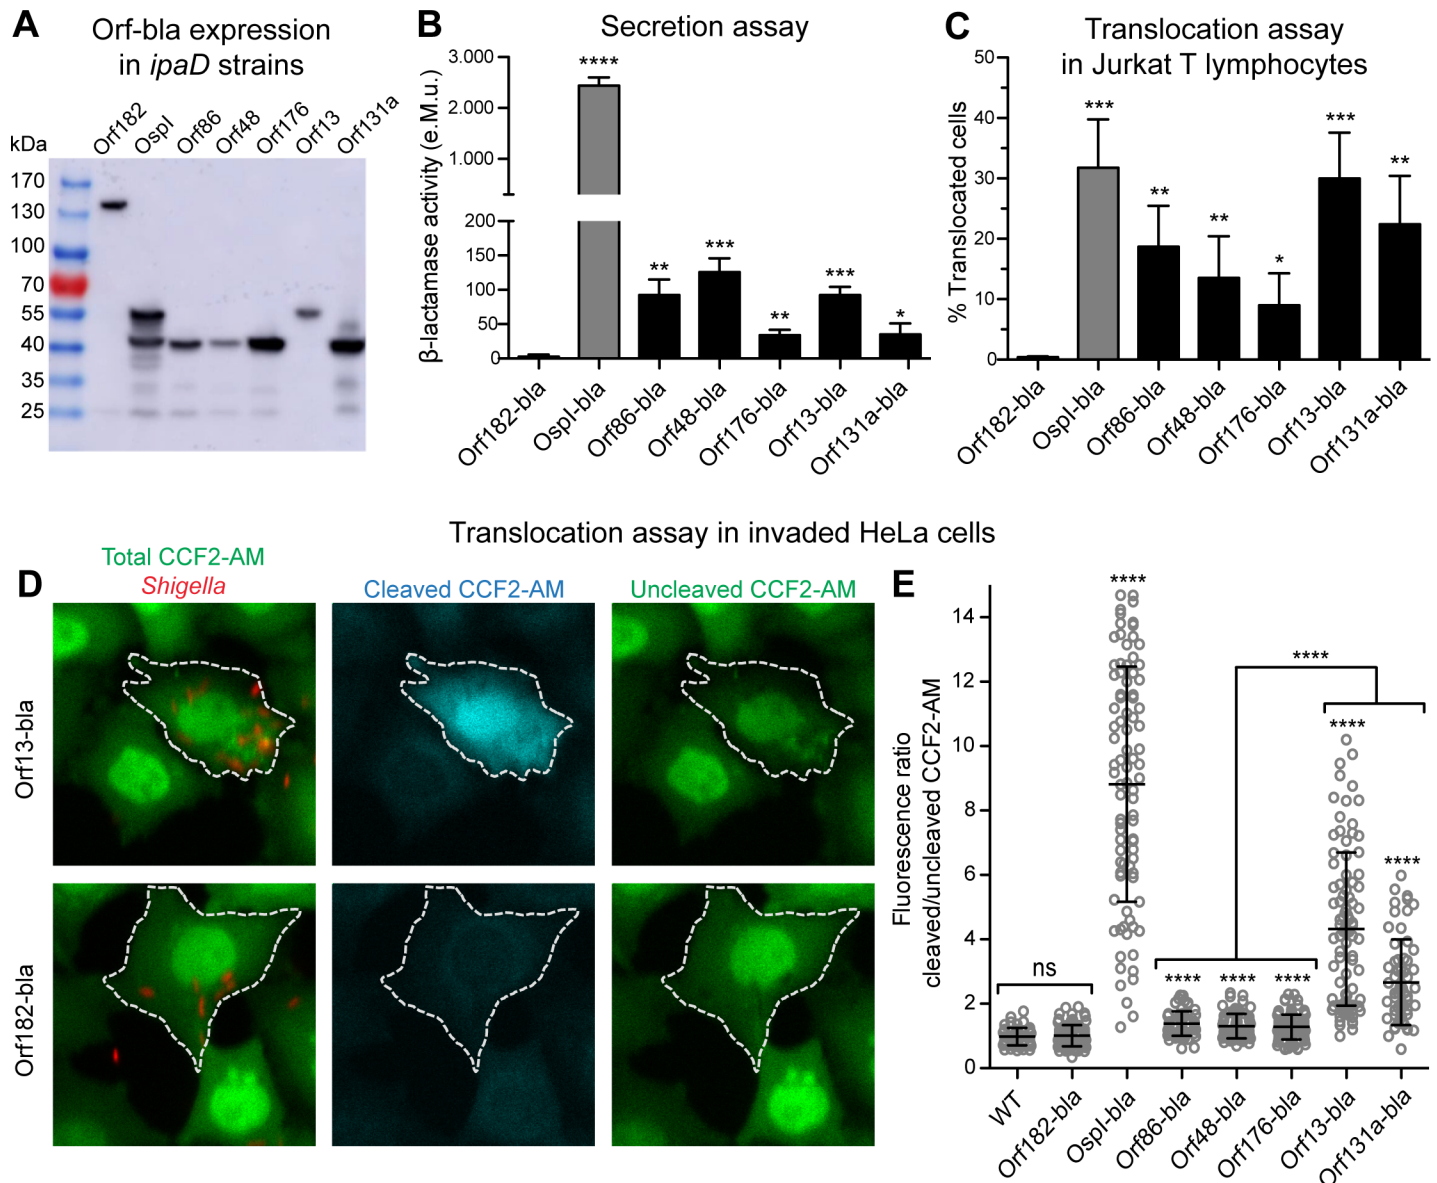 A
Orf-bla expression
in ipaD strains
kDa
Orf182
OspI
Orf86
Orf48
Orf176
Orf13
Orf131a
170
130
100
70
55
40
35
25
B
Secretion assay
β-lactamase activity (e.M.u.)
3.000
2.000
1.000
200
150
100
50
0
****
**
***
**
***
*
Orf182-bla
OspI-bla
Orf86-bla
Orf48-bla
Orf176-bla
Orf13-bla
Orf131a-bla
C
Translocation assay
in Jurkat T lymphocytes
% Translocated cells
50
40
30
20
10
0
***
**
**
*
***
**
Orf182-bla
OspI-bla
Orf86-bla
Orf48-bla
Orf176-bla
Orf13-bla
Orf131a-bla
Translocation assay in invaded HeLa cells
D
Total CCF2-AM
Shigella
Cleaved CCF2-AM
Uncleaved CCF2-AM
Orf13-bla
Orf182-bla
E
Fluorescence ratio
cleaved/uncleaved CCF2-AM
14
12
10
8
6
4
2
0
ns
****
****
****
****
****
****
****
WT
Orf182-bla
OspI-bla
Orf86-bla
Orf48-bla
Orf176-bla
Orf13-bla
Orf131a-bla